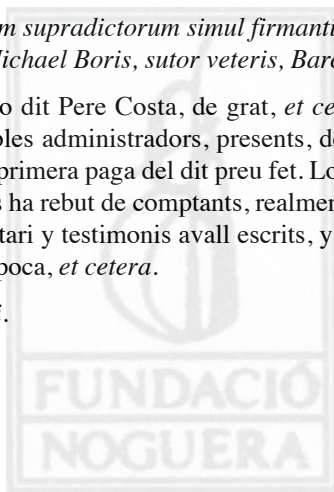 m supradictorum simul firmanti
Michael Boris, sutor veteris, Barc
o dit Pere Costa, de grat, et ce
oles administradors, presents, de
primera paga del dit preu fet. Lo
s ha rebut de comptants, realmen
tari y testimonis avall escrits, y
poca, et cetera.
FUNDACIÓ
NOGUERA